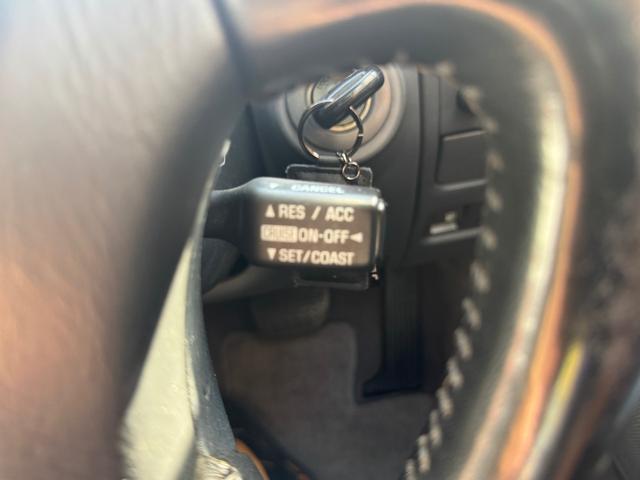 ▼ CANCEL
▲RES / ACC
CRUISE ON-OFF◄
▼SET/COAST